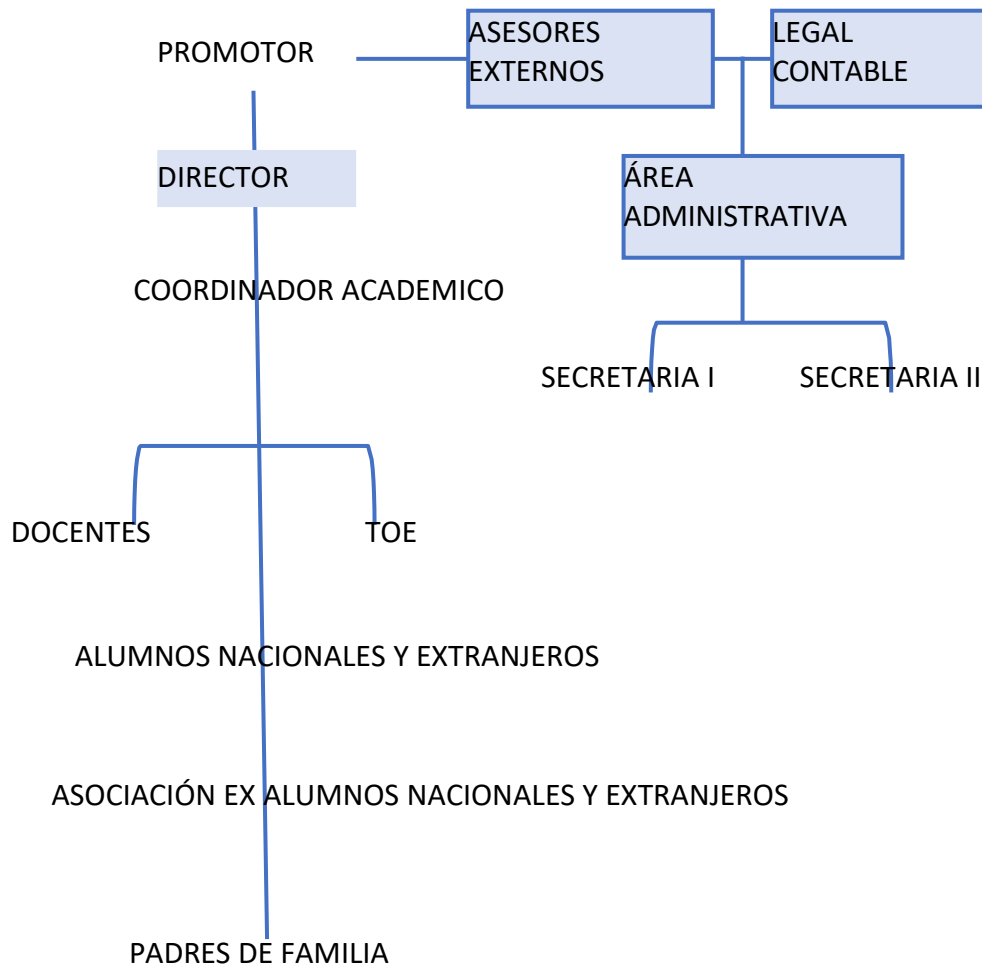 PROMOTOR
ASESORES
EXTERNOS
LEGAL
CONTABLE
DIRECTOR
ÁREA
ADMINISTRATIVA
COORDINADOR ACADEMICO
SECRETARIA I
SECRETARIA II
DOCENTES
TOE
ALUMNOS NACIONALES Y EXTRANJEROS
ASOCIACIÓN EX ALUMNOS NACIONALES Y EXTRANJEROS
PADRES DE FAMILIA